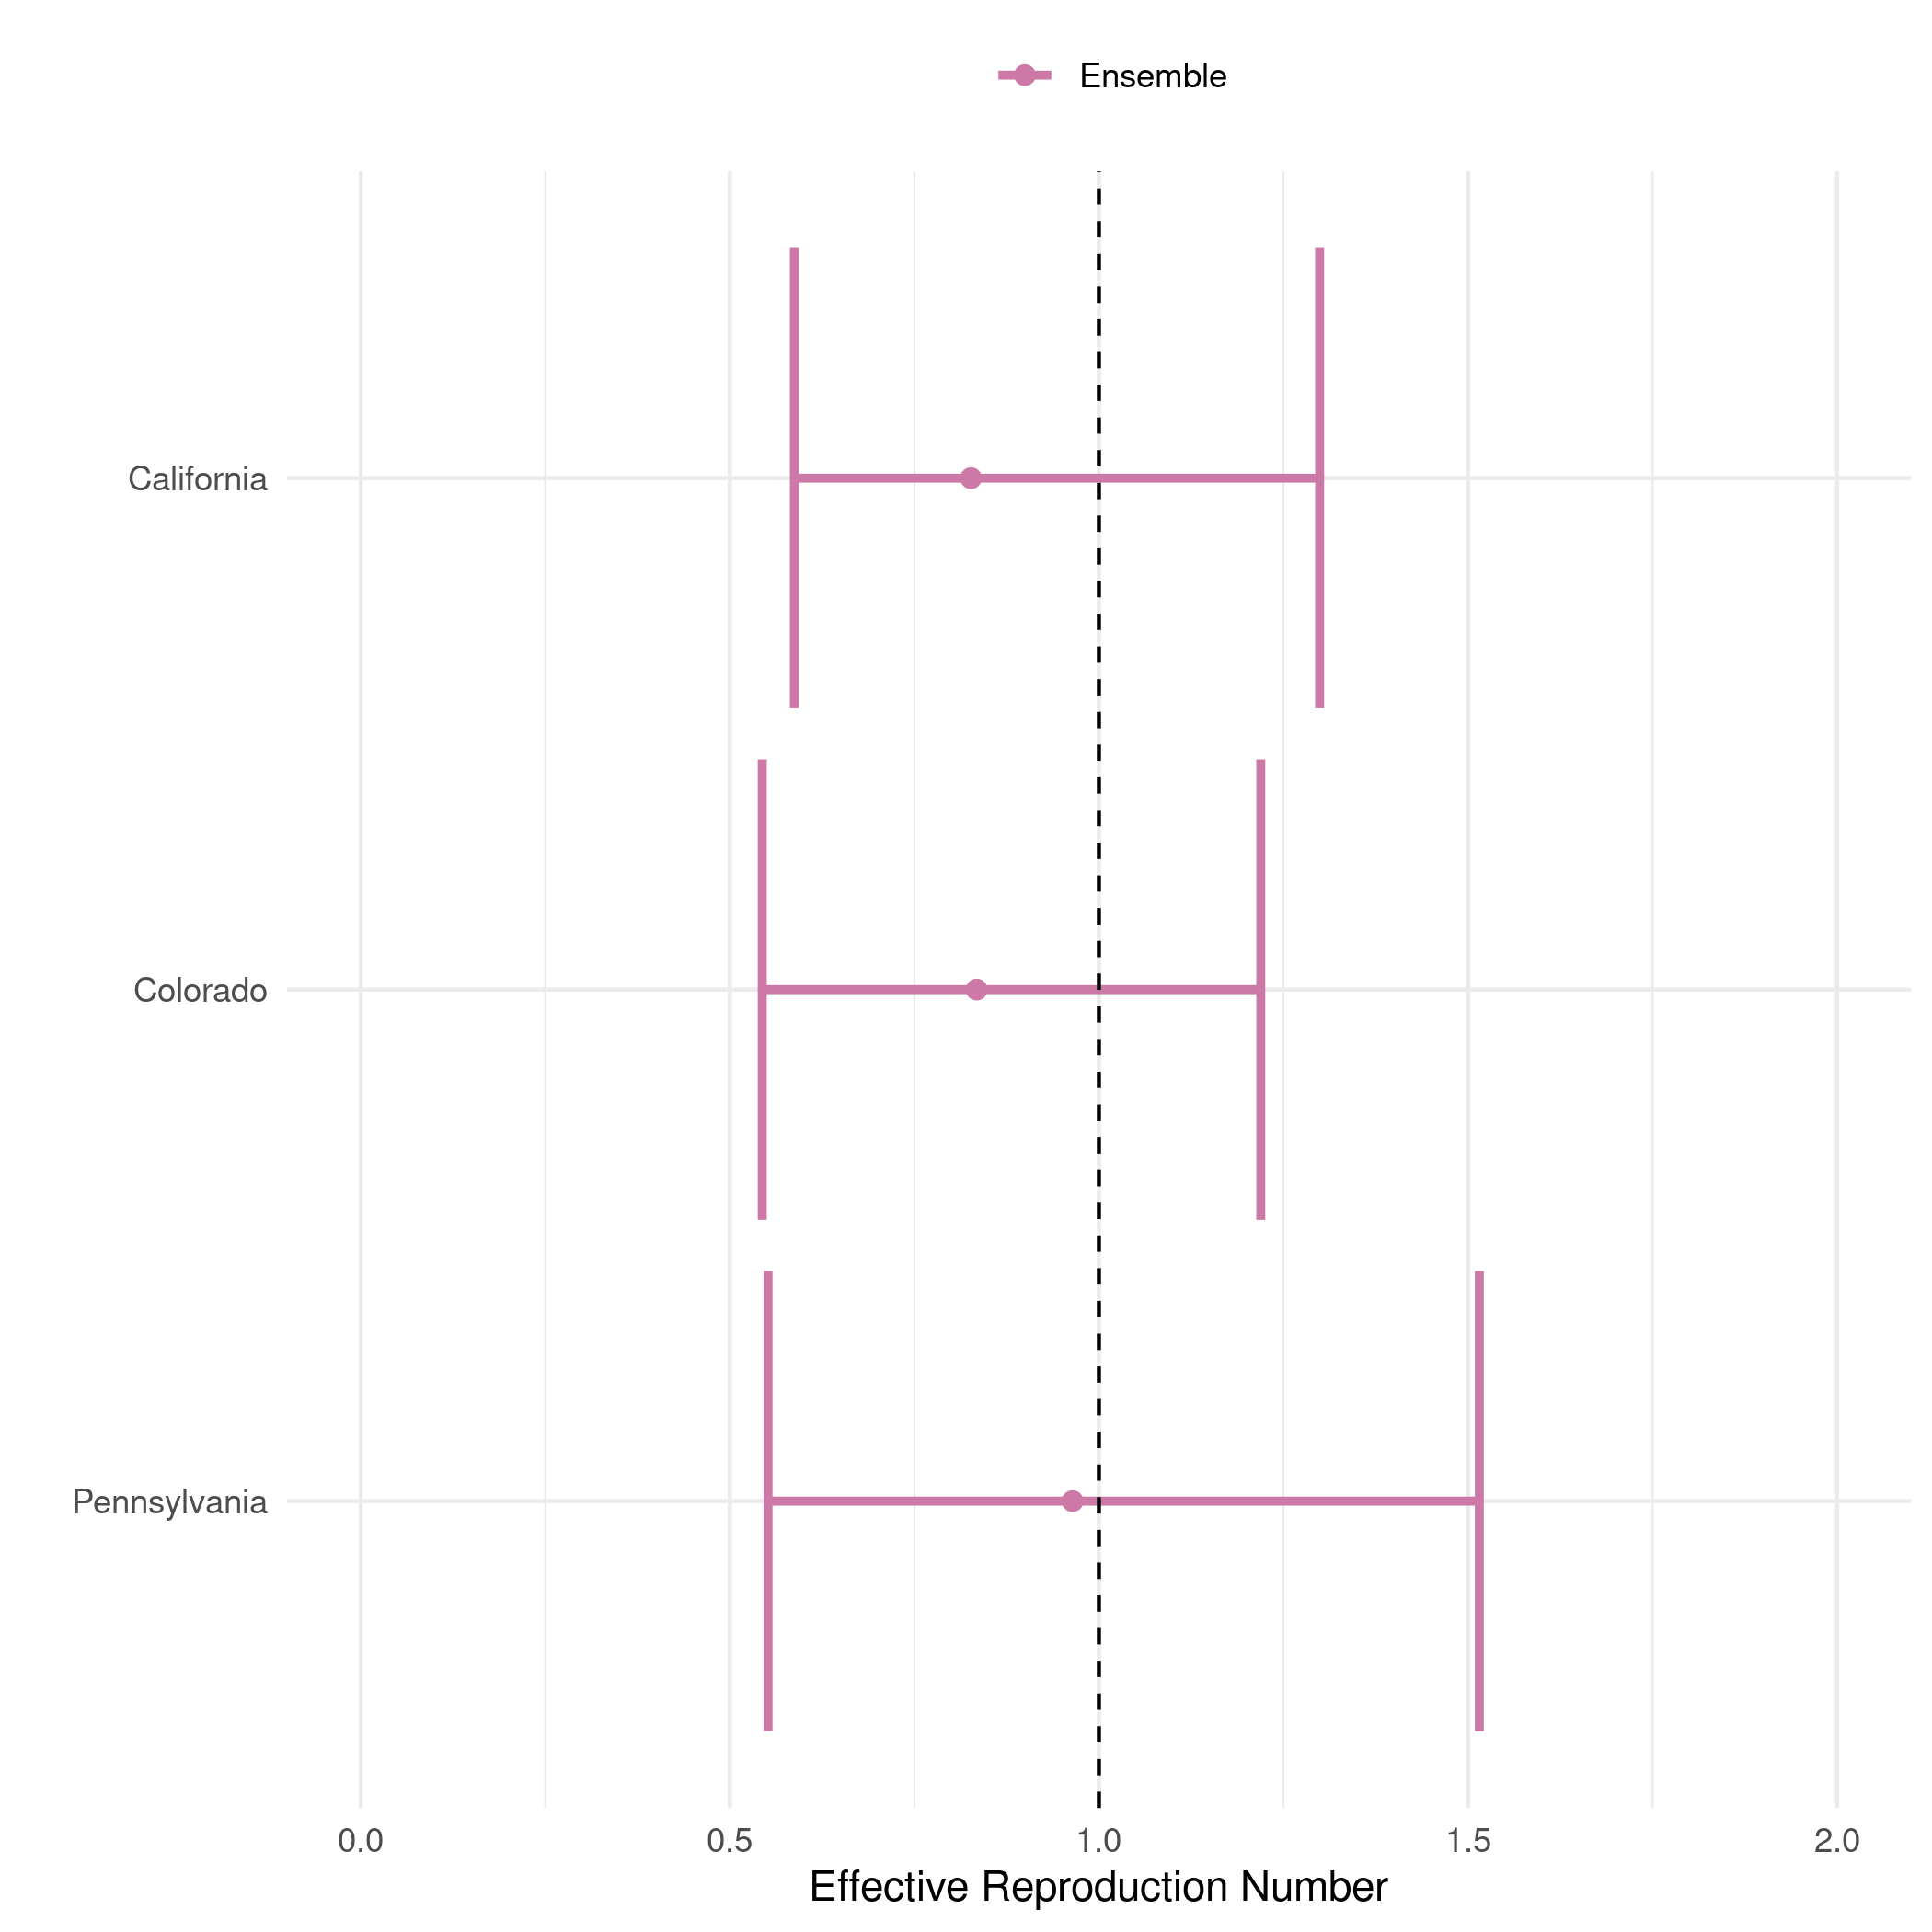 Ensemble
California
Colorado
Pennsylvania
0.0 0.5 1.0 1.5 2.0
Effective Reproduction Number